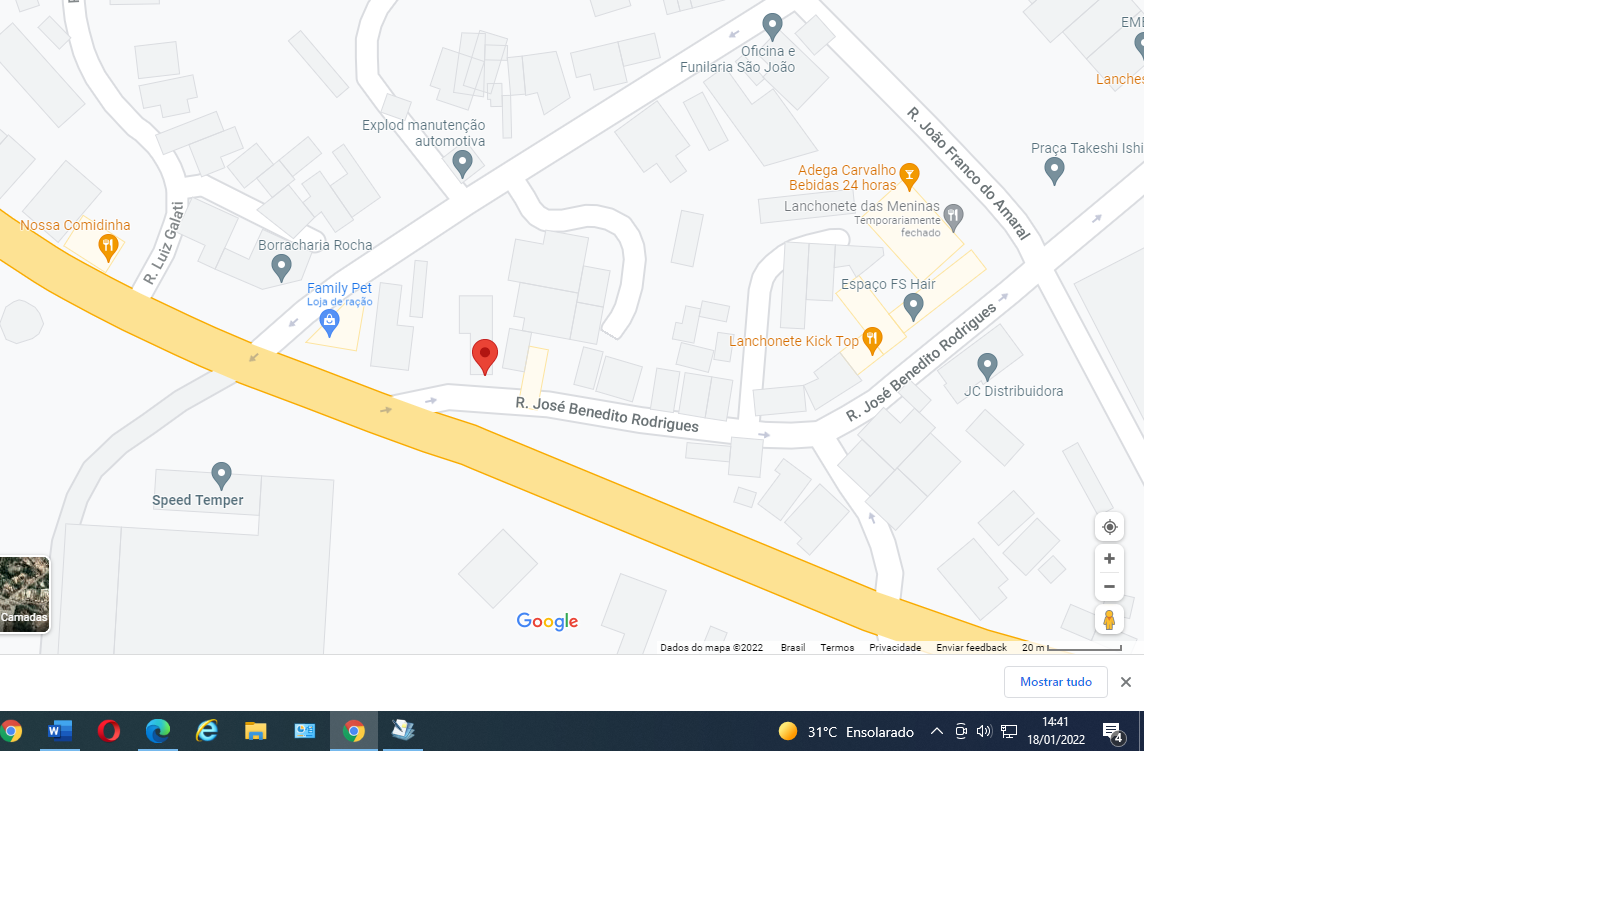 Oficina e
Funilaria São João
EME
Lanches
Explod manutenção
automotiva
R. João Franco do Amaral
Praça Takeshi Ishi
Adega Carvalho
Bebidas 24 horas
Lanchonete das Meninas
Temporariamente
fechado
Nossa Comidinha
R. Luiz Galati
Borracharia Rocha
Family Pet
Loja de ração
Espaço FS Hair
Lanchonete Kick Top
R. José Benedito Rodrigues
JC Distribuidora
R. José Benedito Rodrigues
Speed Temper
Camadas
Google
Dados do mapa ©2022 Brasil Termos Privacidade Enviar feedback 20 m
Mostrar tudo
31°C Ensolarado
14:41
18/01/2022
4